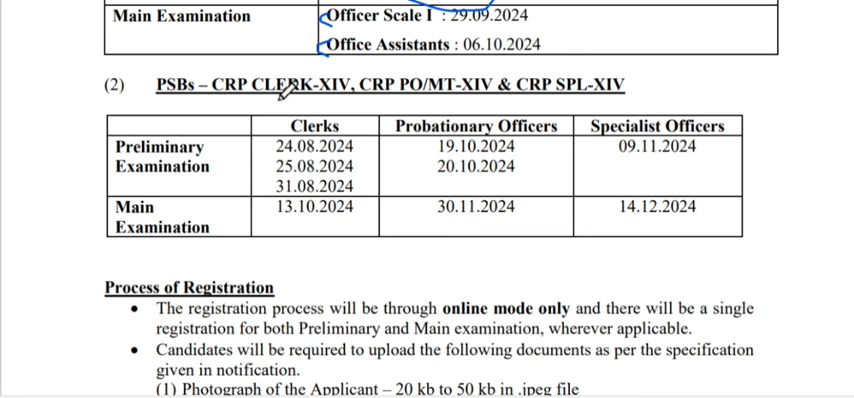 Main Examination Officer Scale I : 29.09.2024
Office Assistants : 06.10.2024
(2) PSBs – CRP CLERK-XIV, CRP PO/MT-XIV & CRP SPL-XIV
Clerks Probationary Officers Specialist Officers
Preliminary 24.08.2024 19.10.2024 09.11.2024
Examination 25.08.2024 20.10.2024
31.08.2024
Main 13.10.2024 30.11.2024 14.12.2024
Examination
Process of Registration
• The registration process will be through online mode only and there will be a single
registration for both Preliminary and Main examination, wherever applicable.
• Candidates will be required to upload the following documents as per the specification
given in notification.
(1) Photograph of the Applicant – 20 kb to 50 kb in .jpeg file